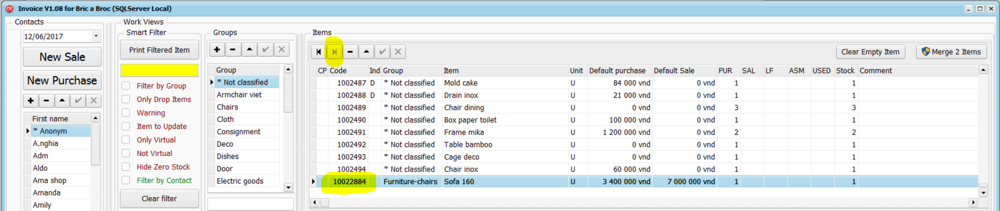 Invoice V1.08 for Bric a Broc (SQLServer Local)
Contacts
12/06/2017
New Sale
New Purchase
First name
* Anonym
A.nghia
Adm
Aldo
Ama shop
Amanda
Amily
Work Views
Smart Filter
Print Filtered Item
Filter by Group
Only Drop Items
Warning
Item to Update
Only Virtual
Not Virtual
Hide Zero Stock
Filter by Contact
Clear filter
Groups
Group
* Not classified
Armchair viet
Chairs
Cloth
Consignment
Deco
Dishes
Door
Electric goods
Items
Clear Empty Item Merge 2 Items
CP Code Ind Group Item Unit Default purchase Default Sale PUR SAL LF ASM USED Stock Comment
1002487 D * Not classified Mold cake U 84 000 vnd 0 vnd 1 1
1002488 D * Not classified Drain inox U 21 000 vnd 0 vnd 1 1
1002489 * Not classified Chair dining U 0 vnd 0 vnd 3 3
1002490 * Not classified Box paper toilet U 100 000 vnd 0 vnd 1 1
1002491 * Not classified Frame mika U 1 200 000 vnd 0 vnd 2 2
1002492 * Not classified Table bamboo U 0 vnd 0 vnd 1 1
1002493 * Not classified Cage deco U 0 vnd 0 vnd 1 1
1002494 * Not classified Chair inox U 60 000 vnd 0 vnd 1 1
10022884 Furniture-chairs Sofa 160 U 3 400 000 vnd 7 000 000 vnd 1 1